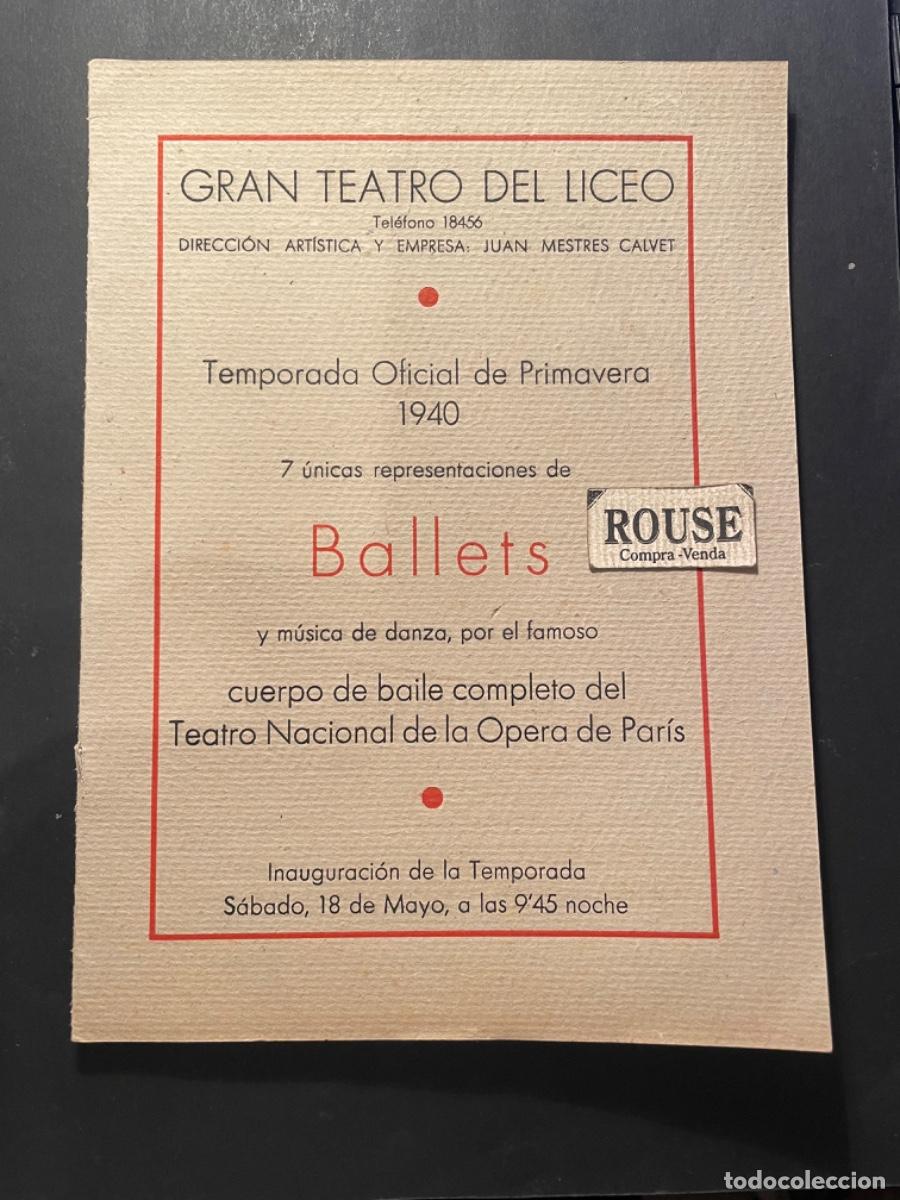 GRAN TEATRO DEL LICEO
Teléfono 18456
DIRECCIÓN ARTÍSTICA Y EMPRESA: JUAN MESTRES CALVET
Temporada Oficial de Primavera
1940
7 únicas representaciones de
Ballets
ROUSE
Compra-Venda
y música de danza, por el famoso
cuerpo de baile completo del
Teatro Nacional de la Opera de París
Inauguración de la Temporada
Sábado, 18 de Mayo, a las 9'45 noche
todocoleccion